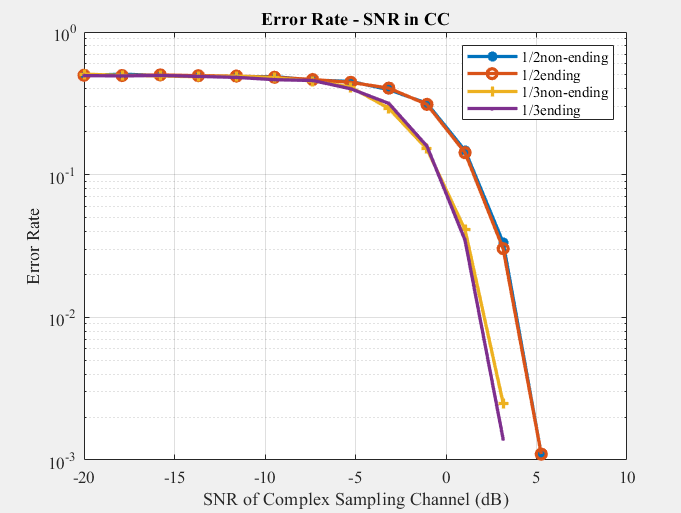 Error Rate - SNR in CC
1/2non-ending
1/2ending
1/3non-ending
1/3ending
10^0
10^-1
10^-2
10^-3
Error Rate
-20 -15 -10 -5 0 5 10
SNR of Complex Sampling Channel (dB)